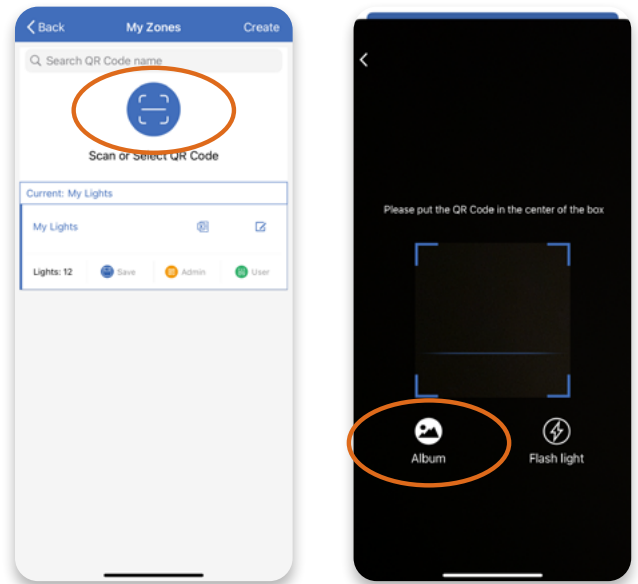 Back My Zones Create
Search QR Code name
Scan or Select QR Code
Current: My Lights
My Lights
Lights: 12 Save Admin User
Please put the QR Code in the center of the box
Album Flash light